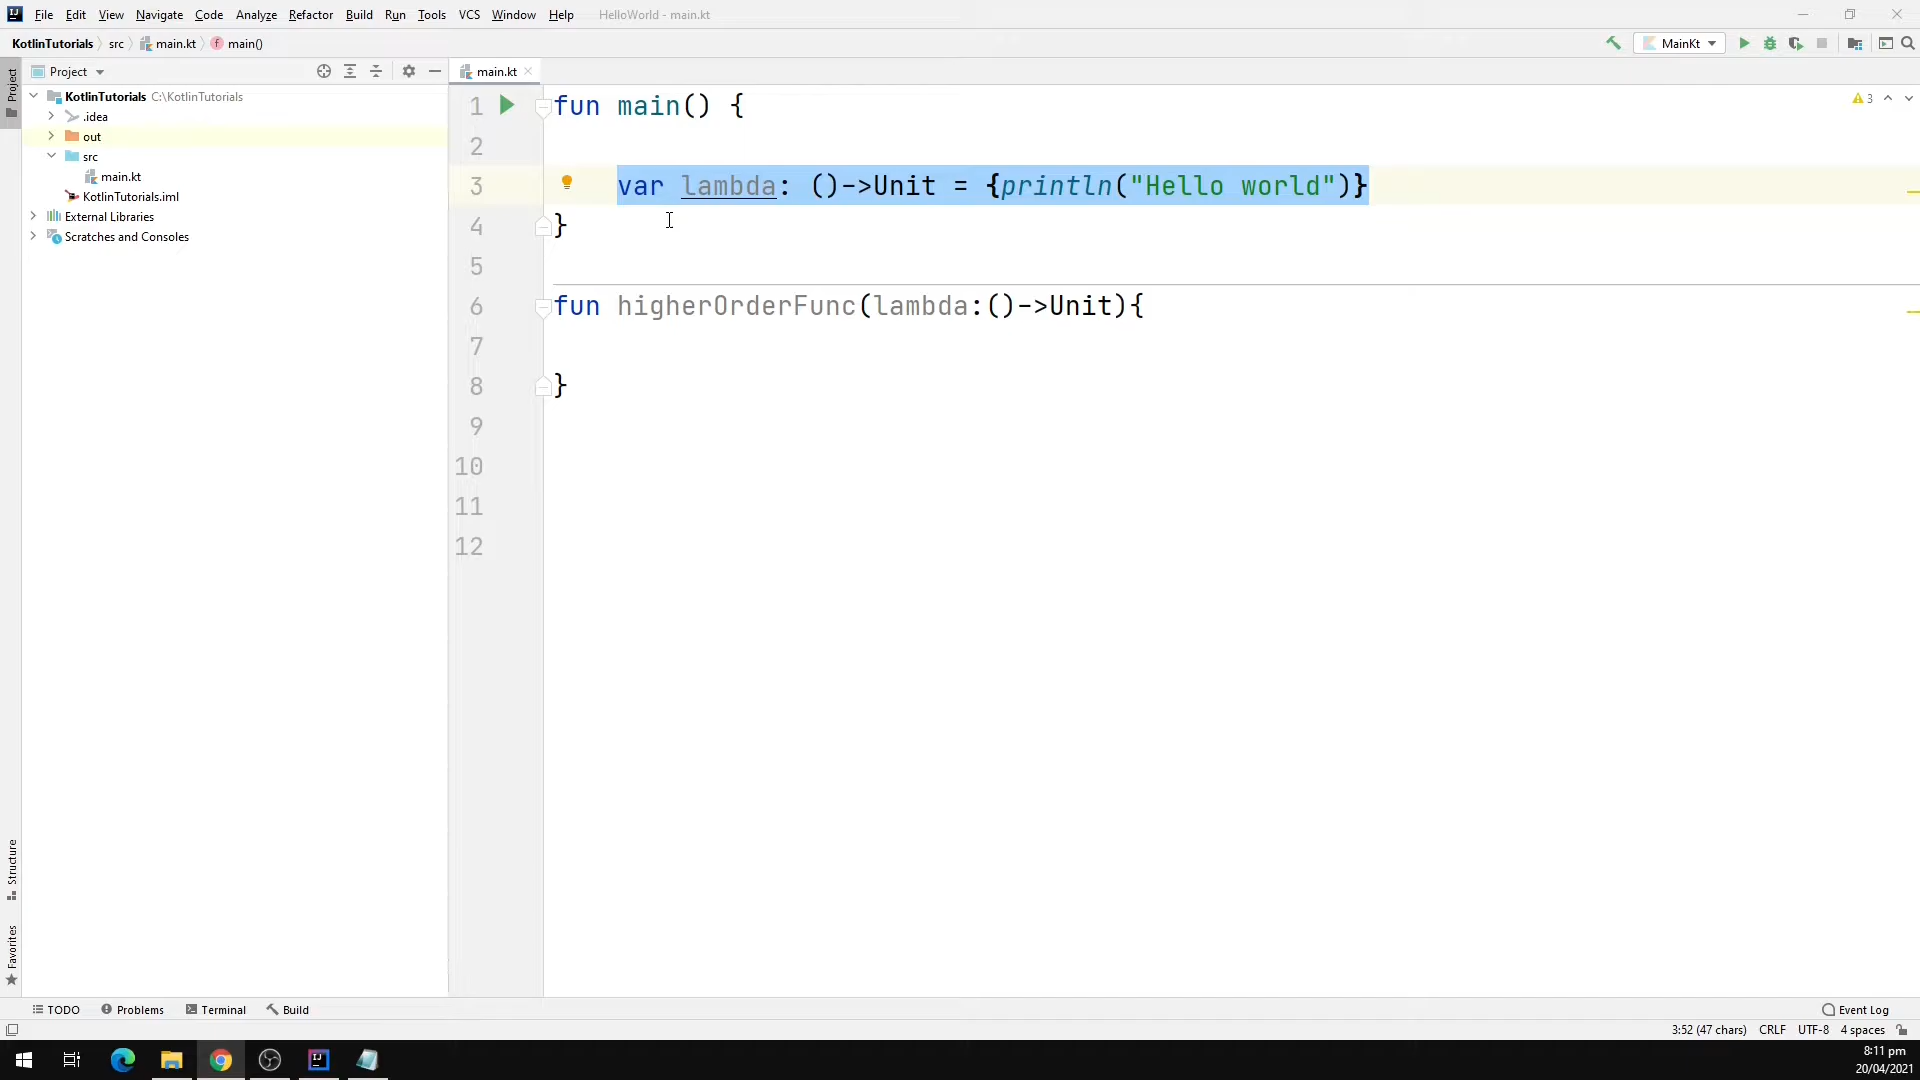 File Edit View Navigate Code Analyze Refactor Build Run Tools VCS Window Help HelloWorld - main.kt
KotlinTutorials src main.kt main() MainKt
Project main.kt
Project
KotlinTutorials C:\KotlinTutorials
.idea
out
src
main.kt
KotlinTutorials.iml
External Libraries
Scratches and Consoles
1 fun main() {
2
3 var lambda: ()->Unit = {println("Hello world")}
4 }
5
6 fun higherOrderFunc(lambda:()->Unit){
7
8 }
9
10
11
12
3
Structure
Favorites
TODO Problems Terminal Build Event Log
3:52 (47 chars) CRLF UTF-8 4 spaces
8:11 pm
20/04/2021